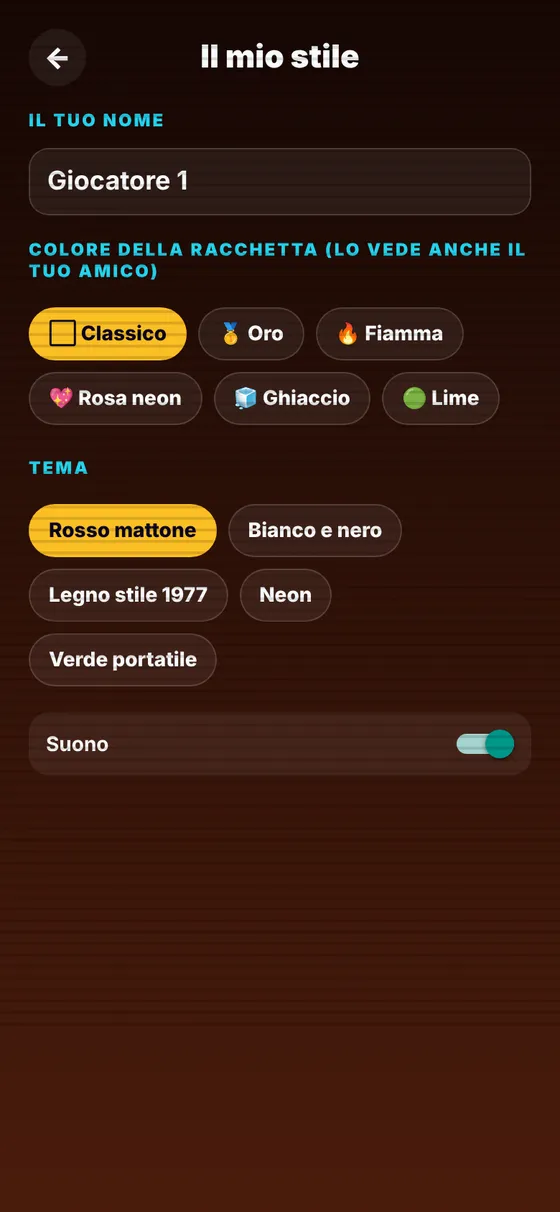 Il mio stile
IL TUO NOME
Giocatore 1
COLORE DELLA RACCHETTA (LO VEDE ANCHE IL
TUO AMICO)
Classico
🥇 Oro
🔥 Fiamma
💖 Rosa neon
🧊 Ghiaccio
🟢 Lime
TEMA
Rosso mattone
Bianco e nero
Legno stile 1977
Neon
Verde portatile
Suono